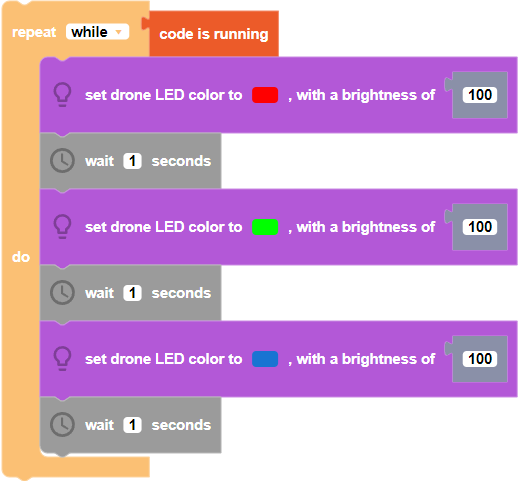 repeat while code is running
set drone LED color to , with a brightness of 100
wait 1 seconds
set drone LED color to , with a brightness of 100
wait 1 seconds
do
set drone LED color to , with a brightness of 100
wait 1 seconds